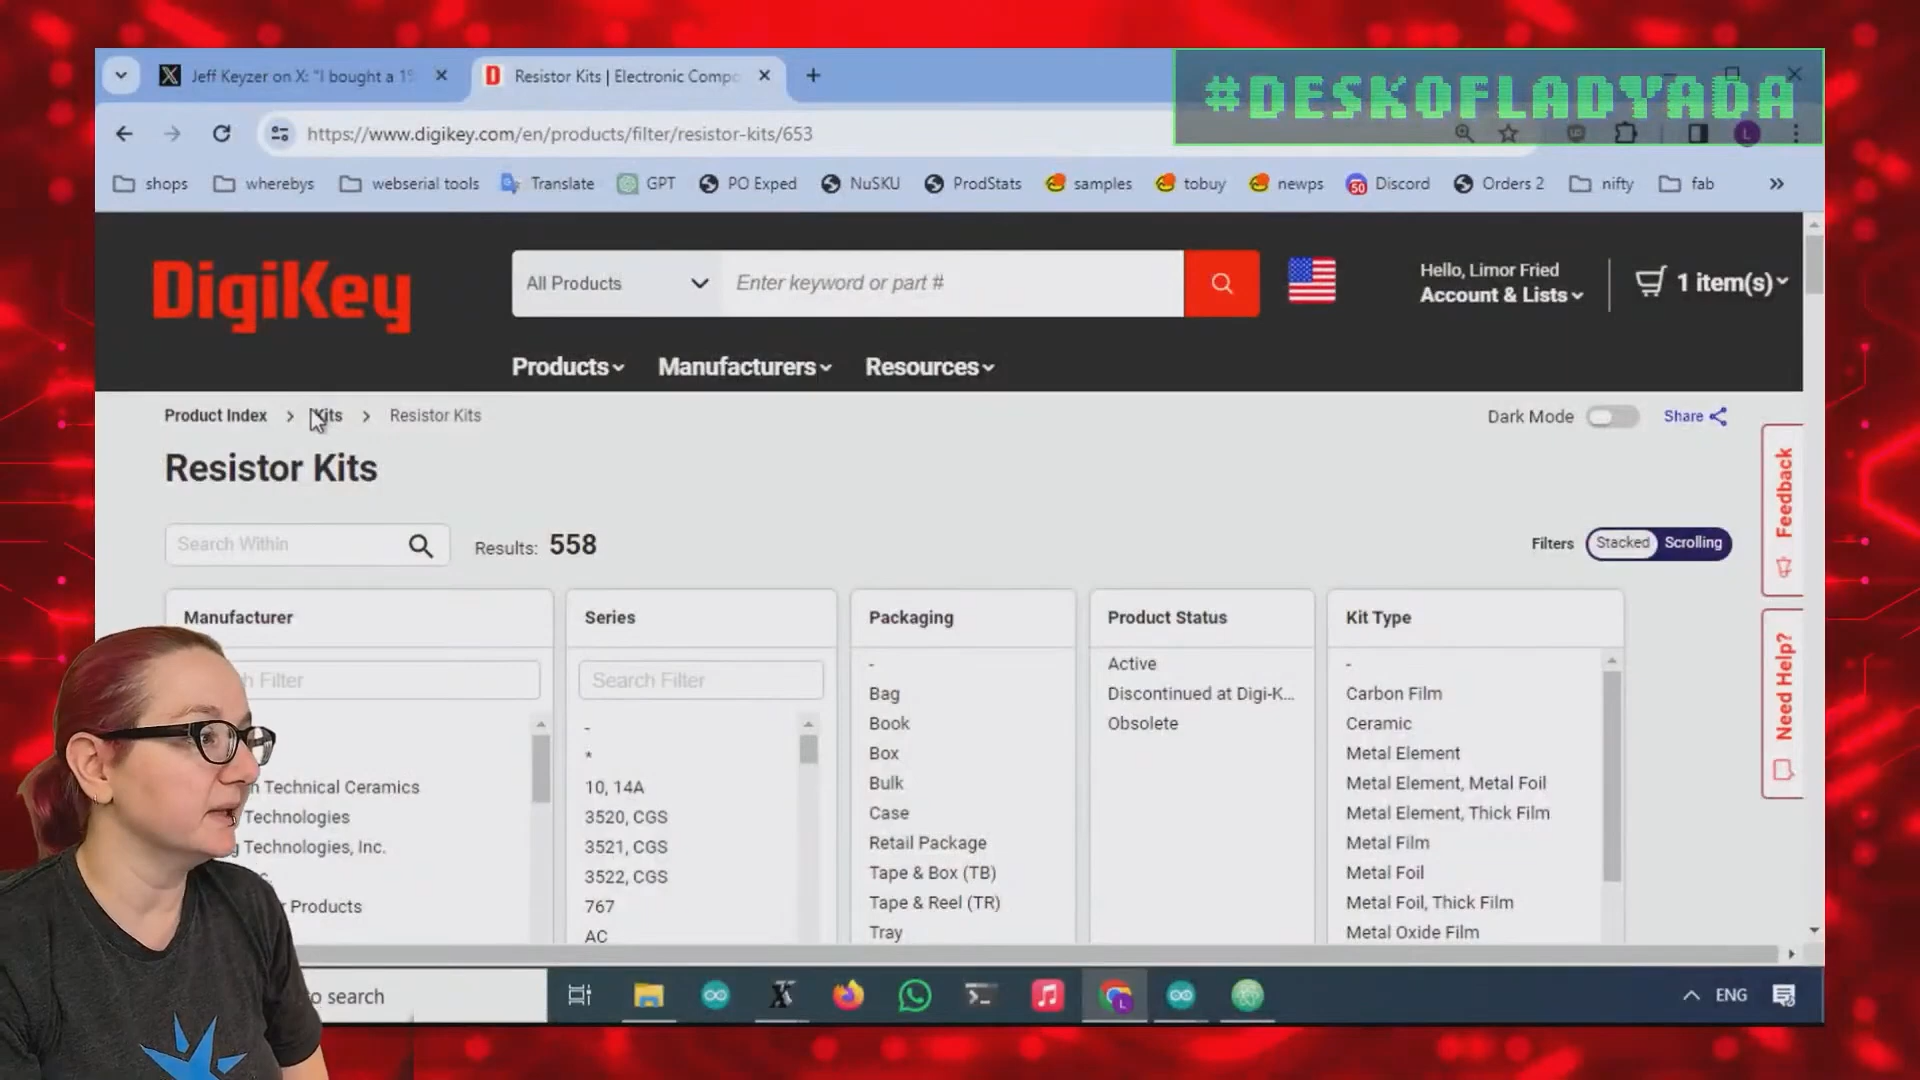 #DESKOFLADYADA
Jeff Keyzer on X: "I bought a 1
Resistor Kits | Electronic Compo
https://www.digikey.com/en/products/filter/resistor-kits/653
L
shops
whereby
webserial tools
Translate
GPT
PO Exped
NuSKU
ProdStats
samples
tobuy
newps
50
Discord
Orders 2
nifty
fab
DigiKey
All Products
Enter keyword or part #
Hello, Limor Fried
Account & Lists
1 item(s)
Products
Manufacturers
Resources
Product Index > Kits > Resistor Kits
Dark Mode
Share
Resistor Kits
Search Within
Results: 558
Filters
Stacked
Scrolling
Feedback
Need Help?
Manufacturer
Series
Packaging
Product Status
Kit Type
Filter
Search Filter
-
*
10, 14A
3520, CGS
3521, CGS
3522, CGS
767
AC
-
Bag
Book
Box
Bulk
Case
Retail Package
Tape & Box (TB)
Tape & Reel (TR)
Tray
Active
Discontinued at Digi-K...
Obsolete
-
Carbon Film
Ceramic
Metal Element
Metal Element, Metal Foil
Metal Element, Thick Film
Metal Film
Metal Foil
Metal Foil, Thick Film
Metal Oxide Film
Technical Ceramics
Technologies
Technologies, Inc.
Products
to search
ENG